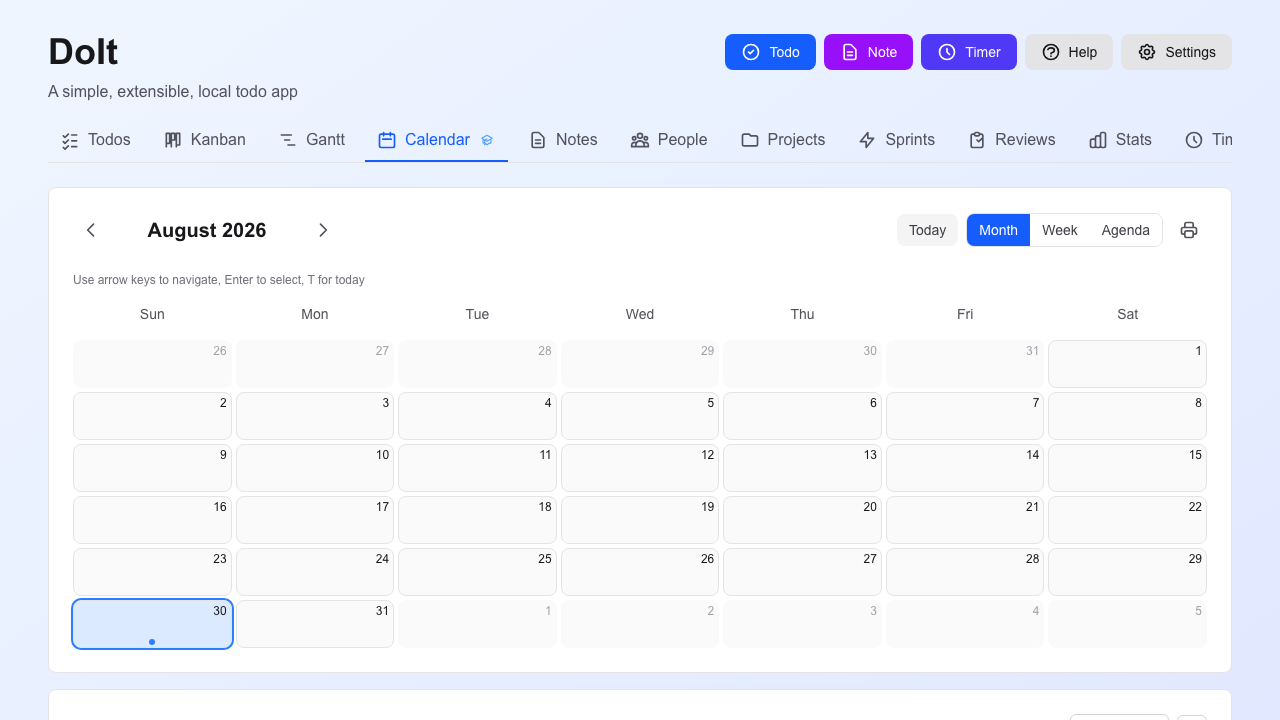 DoIt
Todo
Note
Timer
Help
Settings
A simple, extensible, local todo app
Todos
Kanban
Gantt
Calendar
Notes
People
Projects
Sprints
Reviews
Stats
August 2026
Today
Month
Week
Agenda
Use arrow keys to navigate, Enter to select, T for today
Sun Mon Tue Wed Thu Fri Sat
26 27 28 29 30 31 1
2 3 4 5 6 7 8
9 10 11 12 13 14 15
16 17 18 19 20 21 22
23 24 25 26 27 28 29
30 31 1 2 3 4 5